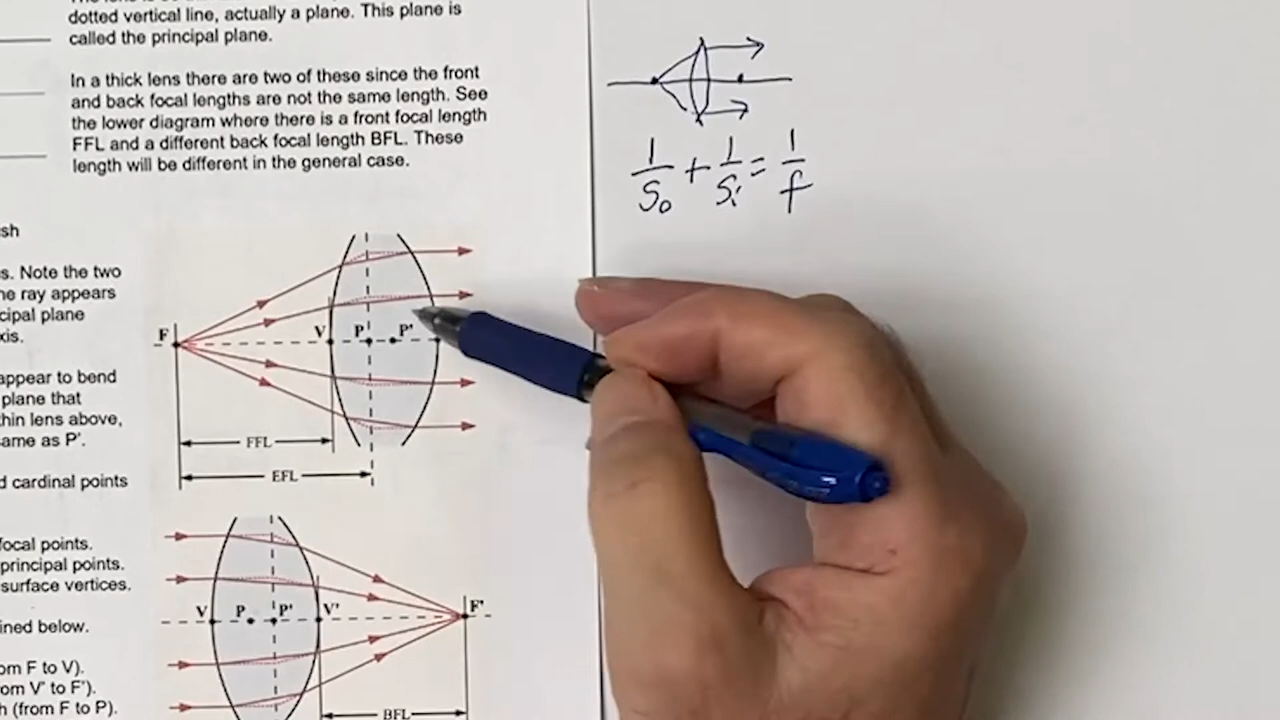 dotted vertical line, actually a plane. This plane is
called the principal plane.
In a thick lens there are two of these since the front
and back focal lengths are not the same length. See
the lower diagram where there is a front focal length
FFL and a different back focal length BFL. These
length will be different in the general case.
sh
s. Note the two
ne ray appears
cipal plane
xis.
appear to bend
plane that
hin lens above,
ame as P'.
d cardinal points
focal points.
principal points.
surface vertices.
ined below.
om F to V).
om V' to F').
h (from F to P).
F V P P'
FFL
EFL
V P P' V' F'
BFL
1/So + 1/Si = 1/f